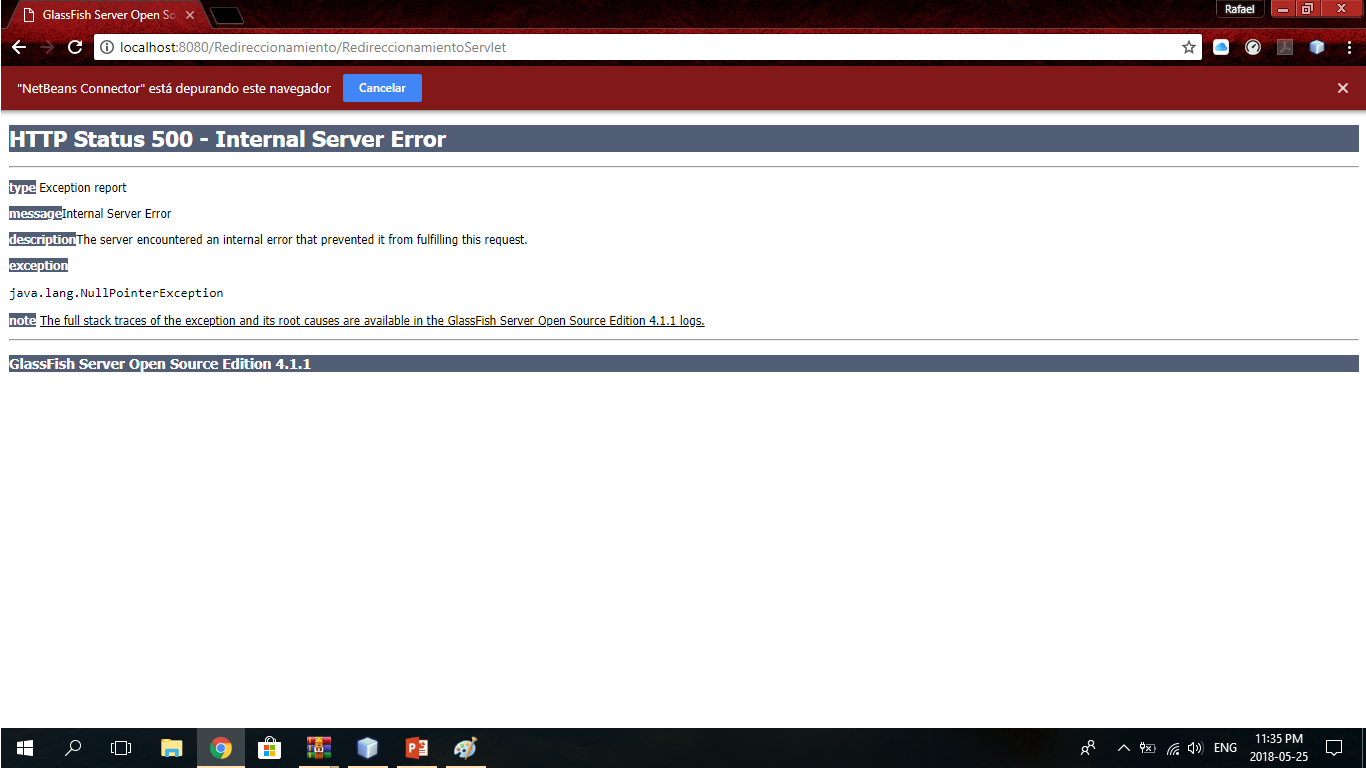 GlassFish Server Open So
Rafael
localhost:8080/Redireccionamiento/RedireccionamientoServlet
"NetBeans Connector" está depurando este navegador
Cancelar
HTTP Status 500 - Internal Server Error
type Exception report
messageInternal Server Error
descriptionThe server encountered an internal error that prevented it from fulfilling this request.
exception
java.lang.NullPointerException
note The full stack traces of the exception and its root causes are available in the GlassFish Server Open Source Edition 4.1.1 logs.
GlassFish Server Open Source Edition 4.1.1
ENG
11:35 PM
2018-05-25